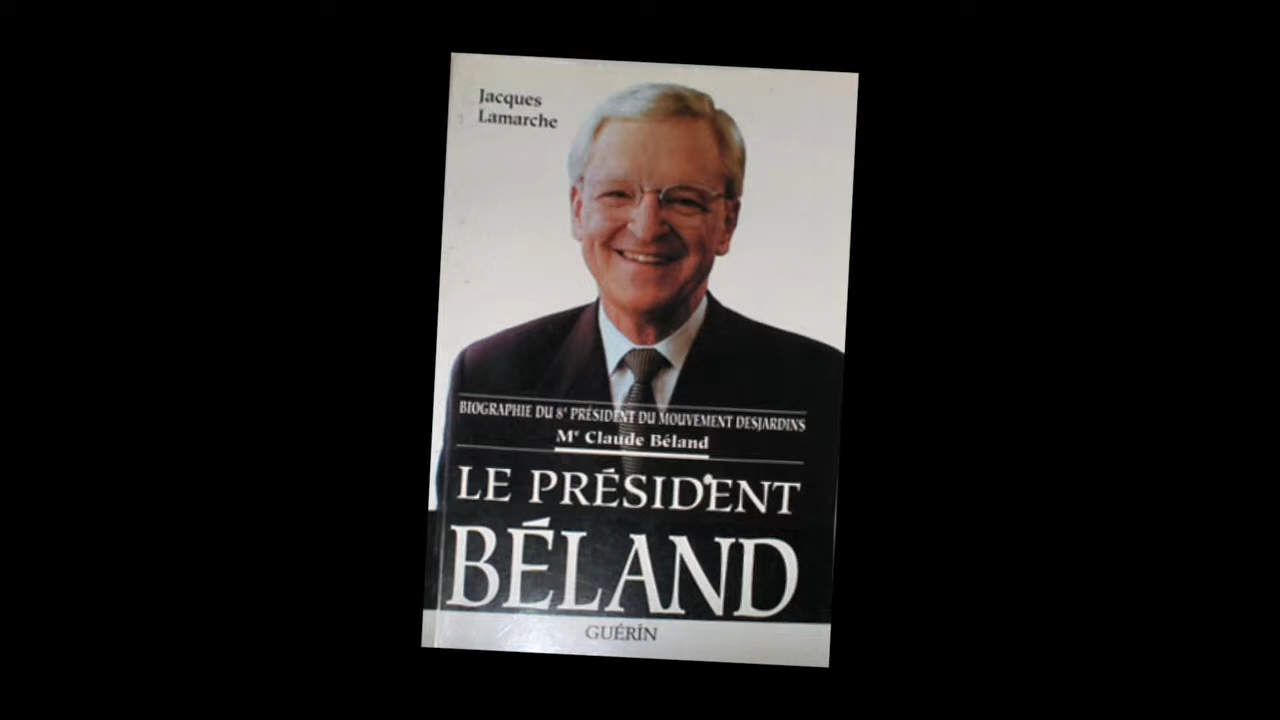 Jacques
Lamarche
BIOGRAPHIE DU 8e PRÉSIDENT DU MOUVEMENT DESJARDINS
Me Claude Béland
LE PRÉSIDENT
BÉLAND
GUÉRIN